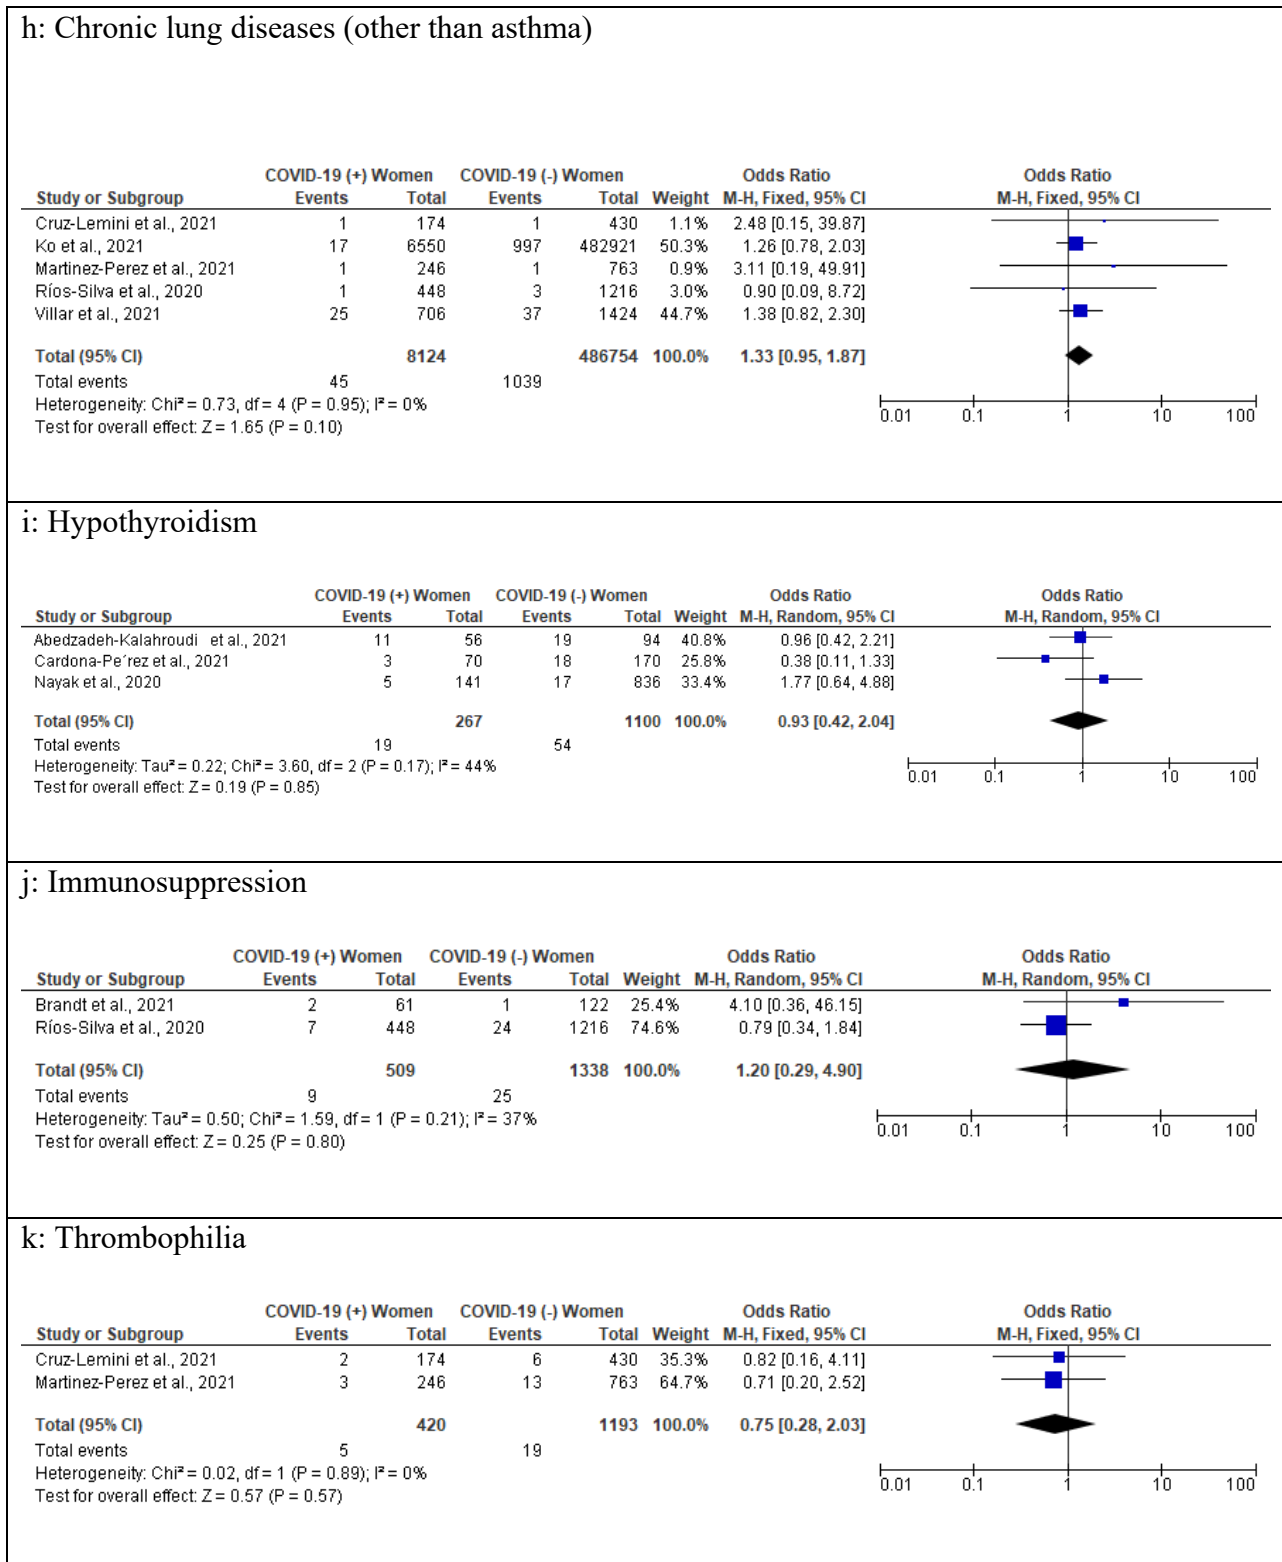 h: Chronic lung diseases (other than asthma)
COVID-19 (+) Women COVID-19 (-) Women Odds Ratio Odds Ratio
Study or Subgroup Events Total Events Total Weight M-H, Fixed, 95% CI M-H, Fixed, 95% CI
Cruz-Lemini et al., 2021 1 174 1 430 1.1% 2.48 [0.15, 39.87]
Ko et al., 2021 17 6550 997 482921 50.3% 1.26 [0.78, 2.03]
Martinez-Perez et al., 2021 1 246 1 763 0.9% 3.11 [0.19, 49.91]
Ríos-Silva et al., 2020 1 448 3 1216 3.0% 0.90 [0.09, 8.72]
Villar et al., 2021 25 706 37 1424 44.7% 1.38 [0.82, 2.30]
Total (95% CI) 8124 486754 100.0% 1.33 [0.95, 1.87]
Total events 45 1039
Heterogeneity: Chi² = 0.73, df = 4 (P = 0.95); I² = 0%
Test for overall effect: Z = 1.65 (P = 0.10)
0.01 0.1 1 10 100
i: Hypothyroidism
COVID-19 (+) Women COVID-19 (-) Women Odds Ratio Odds Ratio
Study or Subgroup Events Total Events Total Weight M-H, Random, 95% CI M-H, Random, 95% CI
Abedzadeh-Kalahroudi et al., 2021 11 56 19 94 40.8% 0.96 [0.42, 2.21]
Cardona-Pe´rez et al., 2021 3 70 18 170 25.8% 0.38 [0.11, 1.33]
Nayak et al., 2020 5 141 17 836 33.4% 1.77 [0.64, 4.88]
Total (95% CI) 267 1100 100.0% 0.93 [0.42, 2.04]
Total events 19 54
Heterogeneity: Tau² = 0.22; Chi² = 3.60, df = 2 (P = 0.17); I² = 44%
Test for overall effect: Z = 0.19 (P = 0.85)
0.01 0.1 1 10 100
j: Immunosuppression
COVID-19 (+) Women COVID-19 (-) Women Odds Ratio Odds Ratio
Study or Subgroup Events Total Events Total Weight M-H, Random, 95% CI M-H, Random, 95% CI
Brandt et al., 2021 2 61 1 122 25.4% 4.10 [0.36, 46.15]
Ríos-Silva et al., 2020 7 448 24 1216 74.6% 0.79 [0.34, 1.84]
Total (95% CI) 509 1338 100.0% 1.20 [0.29, 4.90]
Total events 9 25
Heterogeneity: Tau² = 0.50; Chi² = 1.59, df = 1 (P = 0.21); I² = 37%
Test for overall effect: Z = 0.25 (P = 0.80)
0.01 0.1 1 10 100
k: Thrombophilia
COVID-19 (+) Women COVID-19 (-) Women Odds Ratio Odds Ratio
Study or Subgroup Events Total Events Total Weight M-H, Fixed, 95% CI M-H, Fixed, 95% CI
Cruz-Lemini et al., 2021 2 174 6 430 35.3% 0.82 [0.16, 4.11]
Martinez-Perez et al., 2021 3 246 13 763 64.7% 0.71 [0.20, 2.52]
Total (95% CI) 420 1193 100.0% 0.75 [0.28, 2.03]
Total events 5 19
Heterogeneity: Chi² = 0.02, df = 1 (P = 0.89); I² = 0%
Test for overall effect: Z = 0.57 (P = 0.57)
0.01 0.1 1 10 100